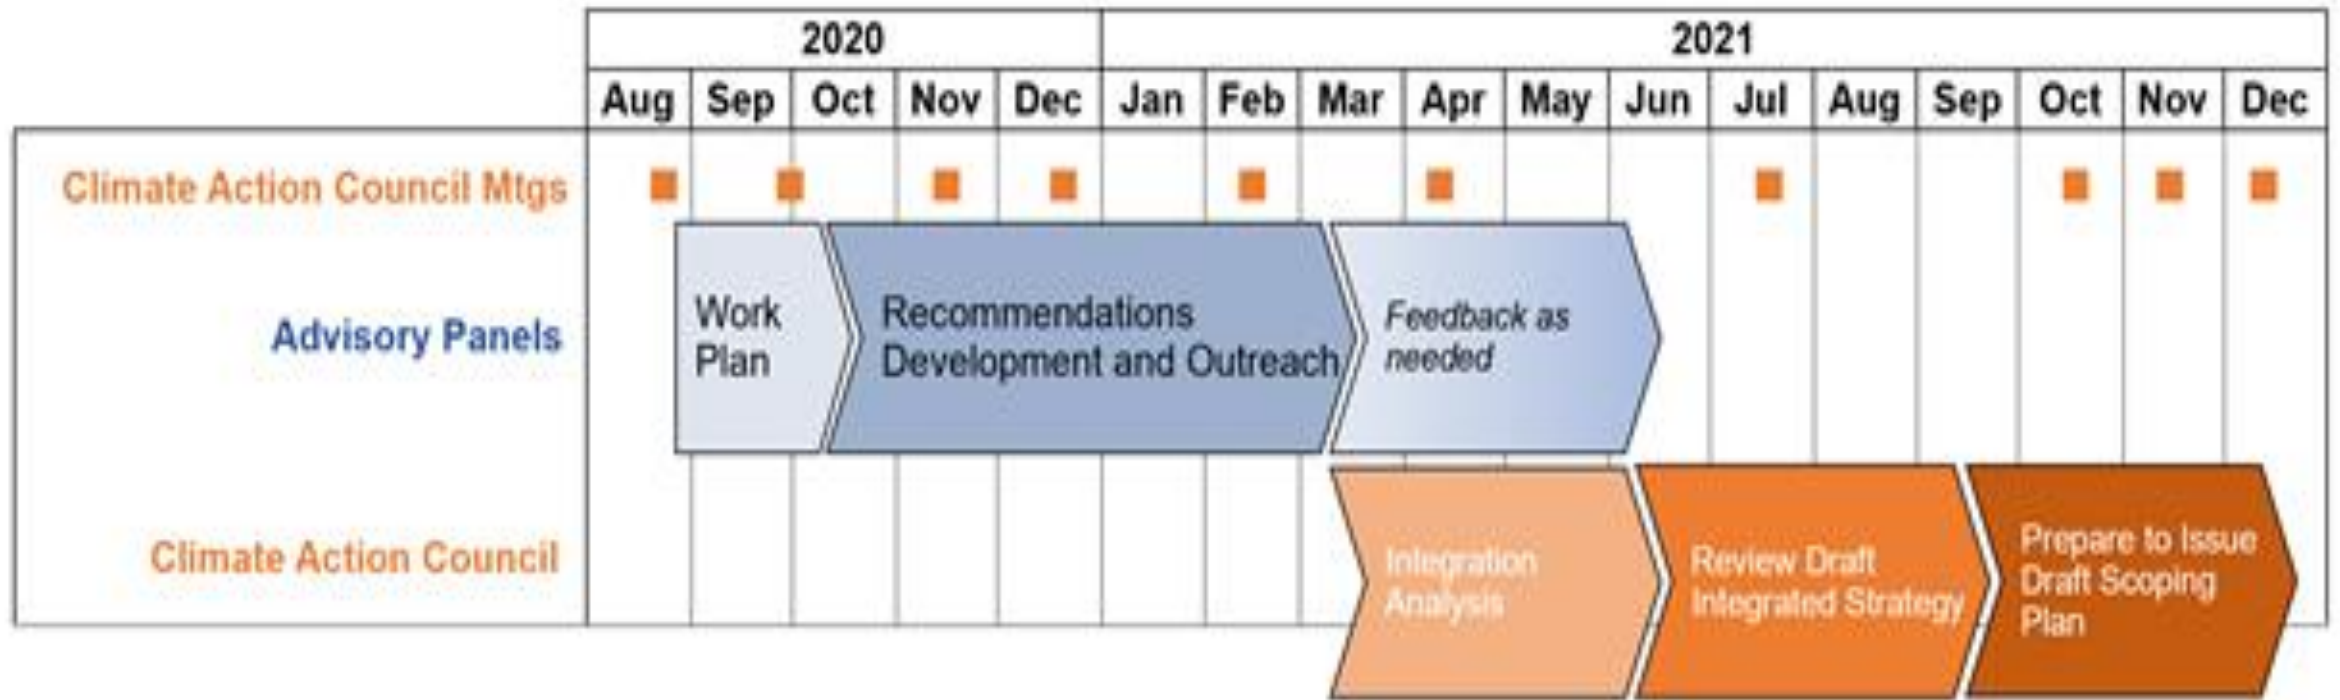 2020 2021
Aug Sep Oct Nov Dec Jan Feb Mar Apr May Jun Jul Aug Sep Oct Nov Dec
Climate Action Council Mtgs
Advisory Panels
Work
Plan
Recommendations
Development and Outreach
Feedback as
needed
Climate Action Council
Integration
Analysis
Review Draft
Integrated Strategy
Prepare to Issue
Draft Scoping
Plan